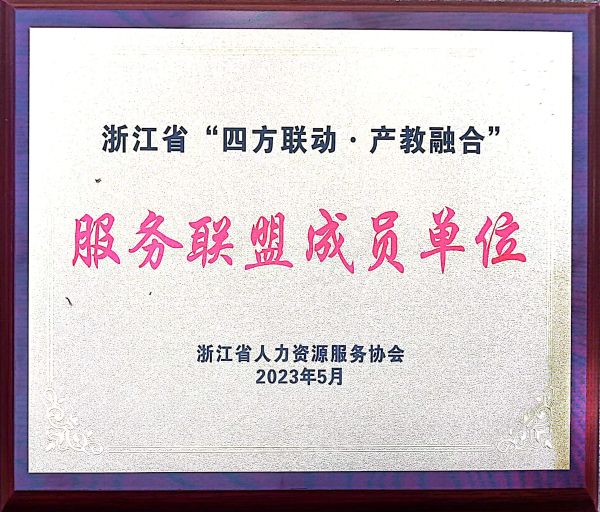 浙江省“四方联动·产教融合”
服务联盟成员单位
浙江省人力资源服务协会
2023年5月